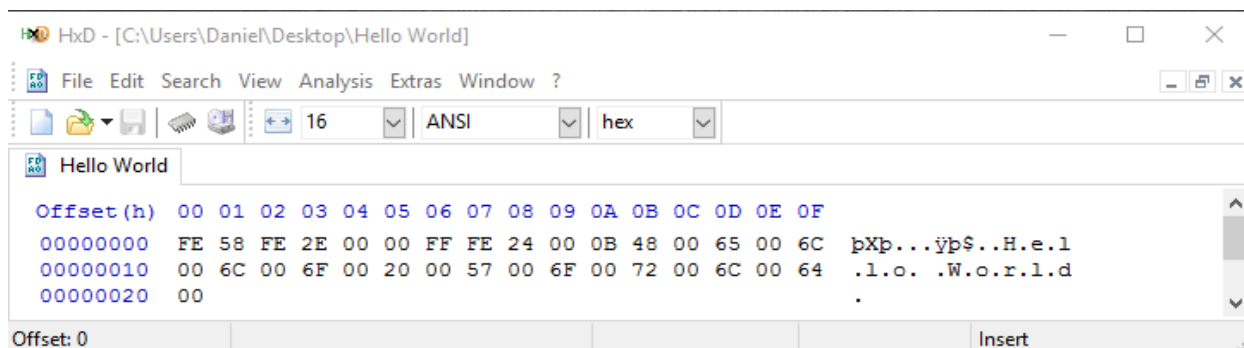 HxD - [C:\Users\Daniel\Desktop\Hello World]
File Edit Search View Analysis Extras Window ?
16 ANSI hex
Hello World
Offset(h) 00 01 02 03 04 05 06 07 08 09 0A 0B 0C 0D 0E 0F
00000000 FE 58 FE 2E 00 00 FF FE 24 00 0B 48 00 65 00 6C þXþ...ÿþ$..H.e.l
00000010 00 6C 00 6F 00 20 00 57 00 6F 00 72 00 6C 00 64 .l.o. .W.o.r.l.d
00000020 00 .
Offset: 0 Insert